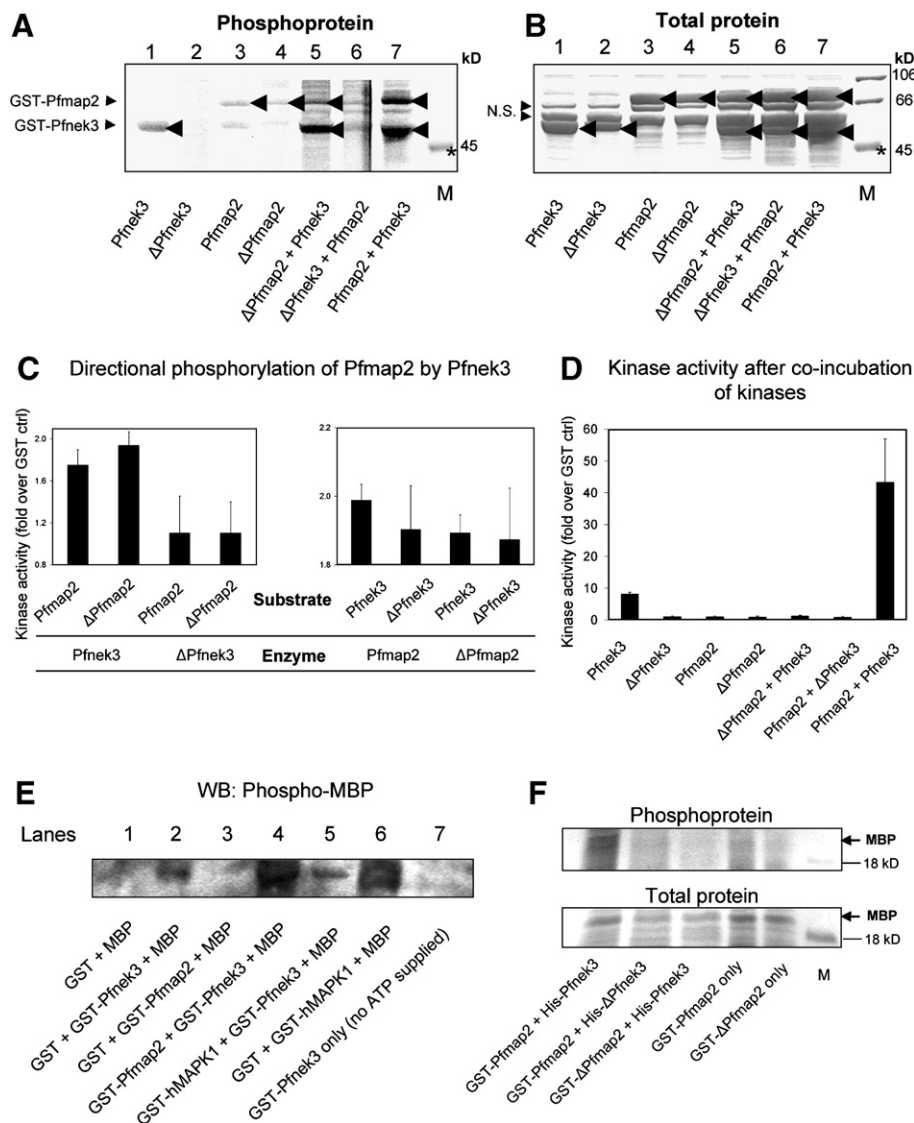 A
Phosphoprotein
1 2 3 4 5 6 7
kD
GST-Pfmap2
GST-Pfnek3
45
*
M
Pfnek3
ΔPfnek3
Pfmap2
ΔPfmap2
ΔPfmap2 + Pfnek3
ΔPfnek3 + Pfmap2
Pfmap2 + Pfnek3
B
Total protein
1 2 3 4 5 6 7
kD
106
66
N.S.
45
*
M
Pfnek3
ΔPfnek3
Pfmap2
ΔPfmap2
ΔPfmap2 + Pfnek3
ΔPfnek3 + Pfmap2
Pfmap2 + Pfnek3
C Directional phosphorylation of Pfmap2 by Pfnek3
Kinase activity (fold over GST ctrl)
2.0
1.6
1.2
0.8
Pfmap2
ΔPfmap2
Pfmap2
ΔPfmap2
2.2
2.0
1.8
Pfnek3
ΔPfnek3
Pfnek3
ΔPfnek3
Substrate
Pfnek3 ΔPfnek3 Enzyme Pfmap2 ΔPfmap2
D Kinase activity after co-incubation
of kinases
Kinase activity (fold over GST ctrl)
60
50
40
30
20
10
0
Pfnek3
ΔPfnek3
Pfmap2
ΔPfmap2
ΔPfmap2 + Pfnek3
Pfmap2 + ΔPfnek3
Pfmap2 + Pfnek3
E
WB: Phospho-MBP
Lanes 1 2 3 4 5 6 7
GST + MBP
GST + GST-Pfnek3 + MBP
GST + GST-Pfmap2 + MBP
GST-Pfmap2 + GST-Pfnek3 + MBP
GST-hMAPK1 + GST-Pfnek3 + MBP
GST + GST-hMAPK1 + MBP
GST-Pfnek3 only (no ATP supplied)
F
Phosphoprotein
MBP
18 kD
Total protein
MBP
18 kD
M
GST-Pfmap2 + His-Pfnek3
GST-Pfmap2 + His-ΔPfnek3
GST-ΔPfmap2 + His-Pfnek3
GST-Pfmap2 only
GST-ΔPfmap2 only